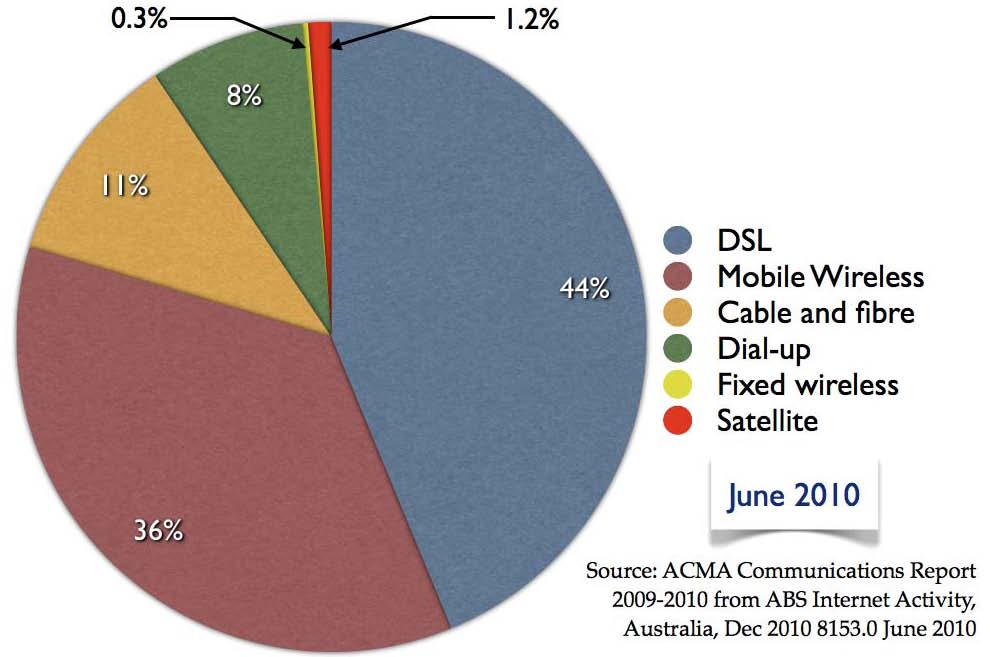 0.3%
1.2%
8%
11%
44%
36%
DSL
Mobile Wireless
Cable and fibre
Dial-up
Fixed wireless
Satellite
June 2010
Source: ACMA Communications Report
2009-2010 from ABS Internet Activity,
Australia, Dec 2010 8153.0 June 2010